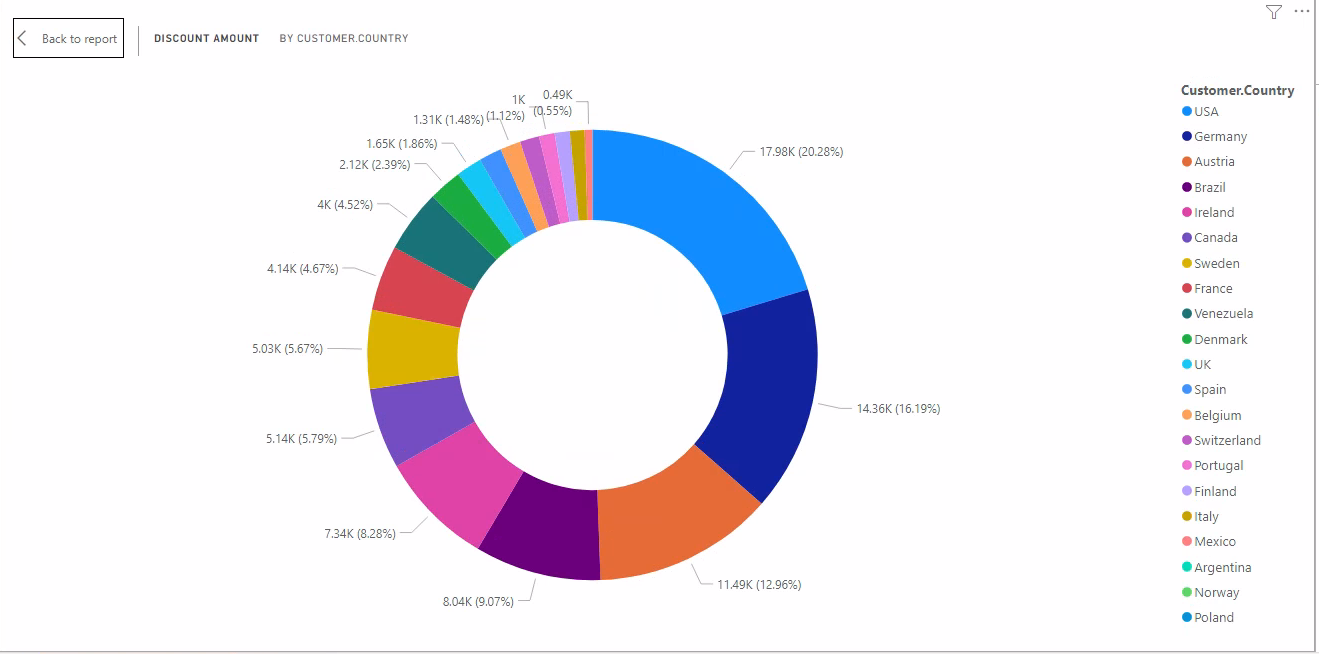 Back to report
DISCOUNT AMOUNT BY CUSTOMER.COUNTRY
0.49K
(0.55%)
1K
(1.12%)
1.31K (1.48%)
1.65K (1.86%)
2.12K (2.39%)
4K (4.52%)
4.14K (4.67%)
5.03K (5.67%)
5.14K (5.79%)
7.34K (8.28%)
8.04K (9.07%)
11.49K (12.96%)
14.36K (16.19%)
17.98K (20.28%)
Customer.Country
USA
Germany
Austria
Brazil
Ireland
Canada
Sweden
France
Venezuela
Denmark
UK
Spain
Belgium
Switzerland
Portugal
Finland
Italy
Mexico
Argentina
Norway
Poland